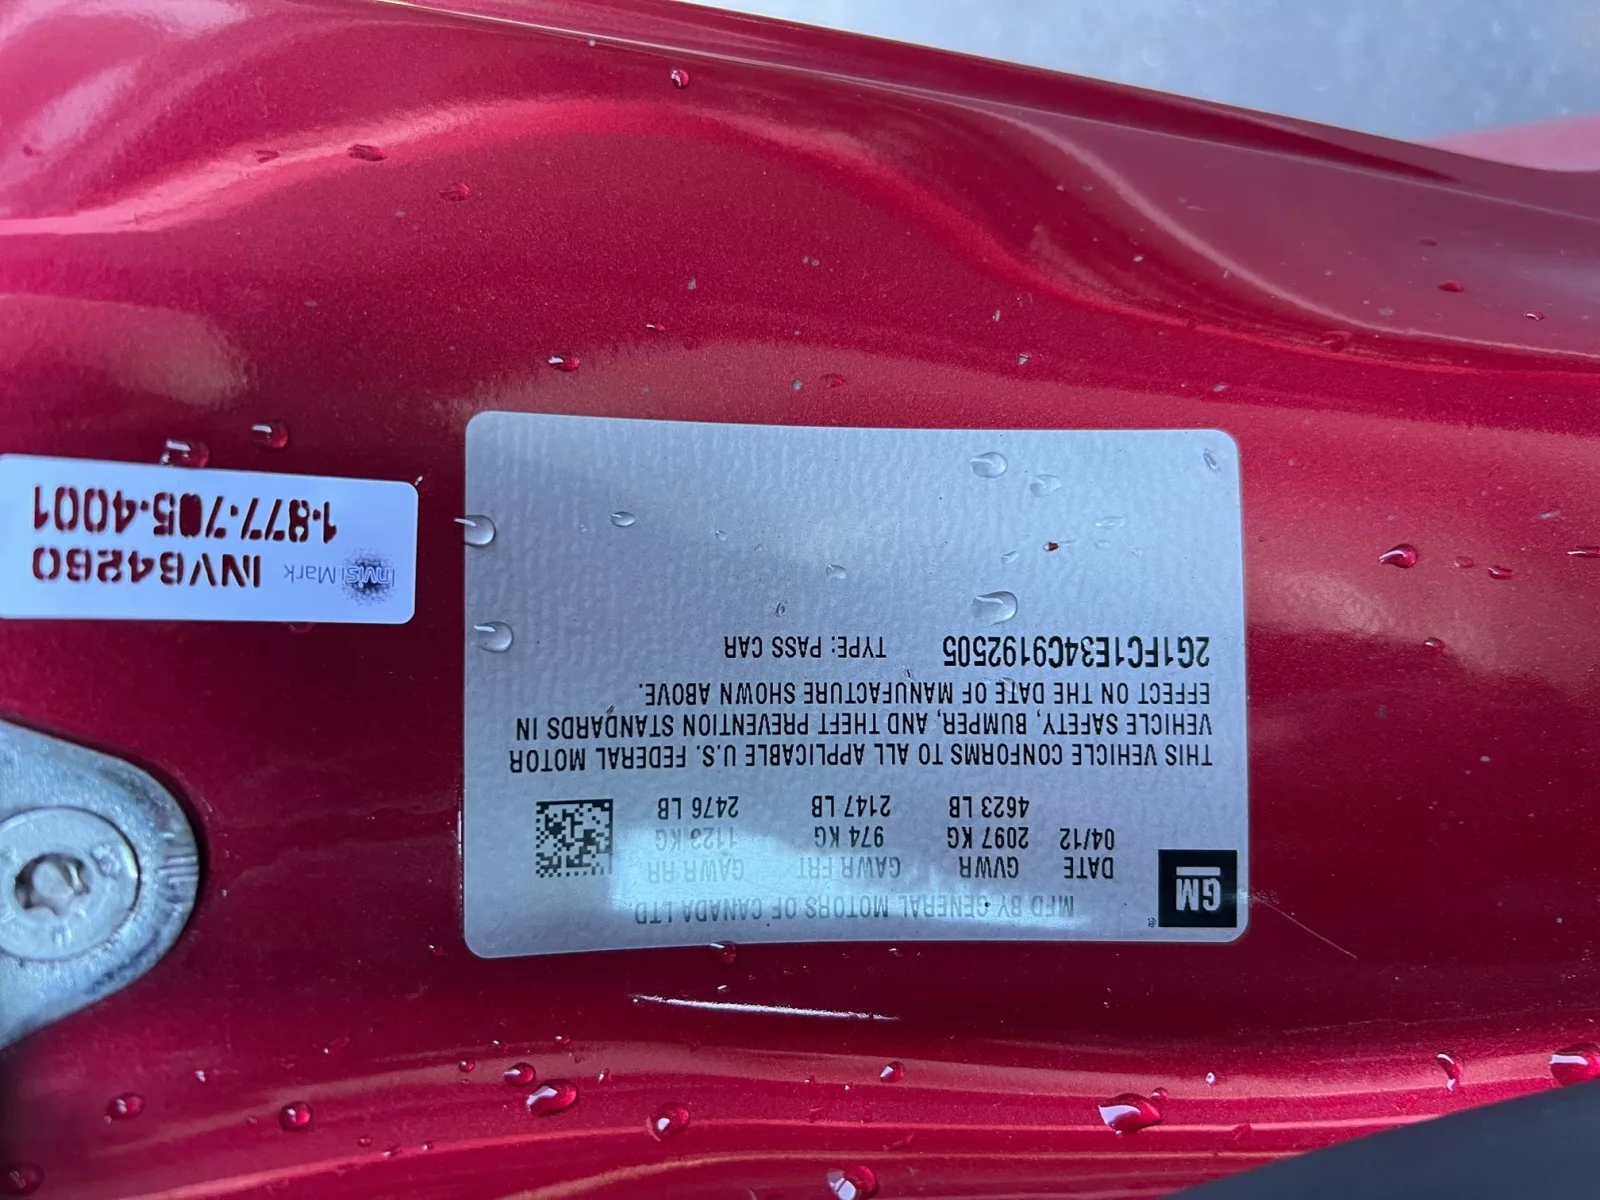 GM
®
MFD BY GENERAL MOTORS OF CANADA LTD.
DATE GVWR GAWR FRT GAWR RR
04/12 2097 KG 974 KG 1123 KG
4623 LB 2147 LB 2476 LB
THIS VEHICLE CONFORMS TO ALL APPLICABLE U.S. FEDERAL MOTOR
VEHICLE SAFETY, BUMPER, AND THEFT PREVENTION STANDARDS IN
EFFECT ON THE DATE OF MANUFACTURE SHOWN ABOVE.
2G1FC1E34C9192505 TYPE: PASS CAR
InvisiMark INV64260
1-877-705-4001